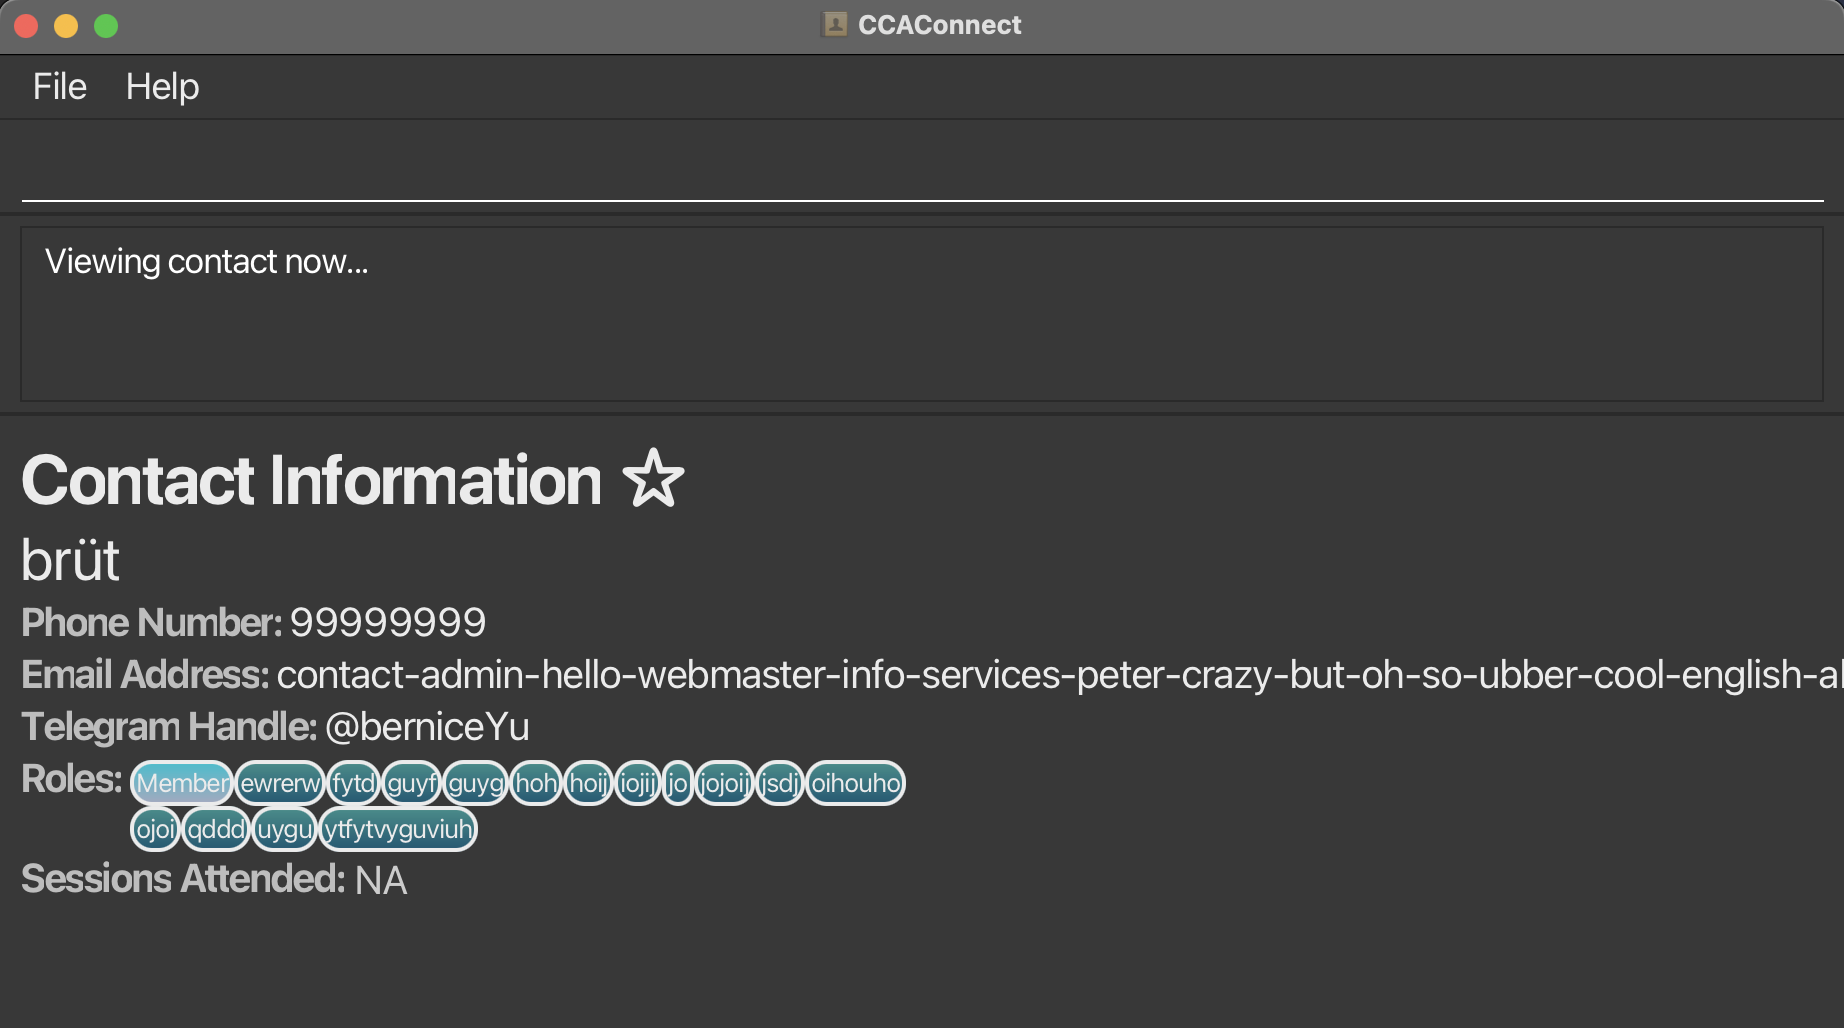 CCAConnect
File Help
Viewing contact now...
Contact Information ☆
brüt
Phone Number: 99999999
Email Address: contact-admin-hello-webmaster-info-services-peter-crazy-but-oh-so-ubber-cool-english-al
Telegram Handle: @berniceYu
Roles: Member ewrerw fytd guyf guyg hoh hoij iojij jo jojoij jsdj oihouho
ojoi qddd uygu ytfytvyguviuh
Sessions Attended: NA